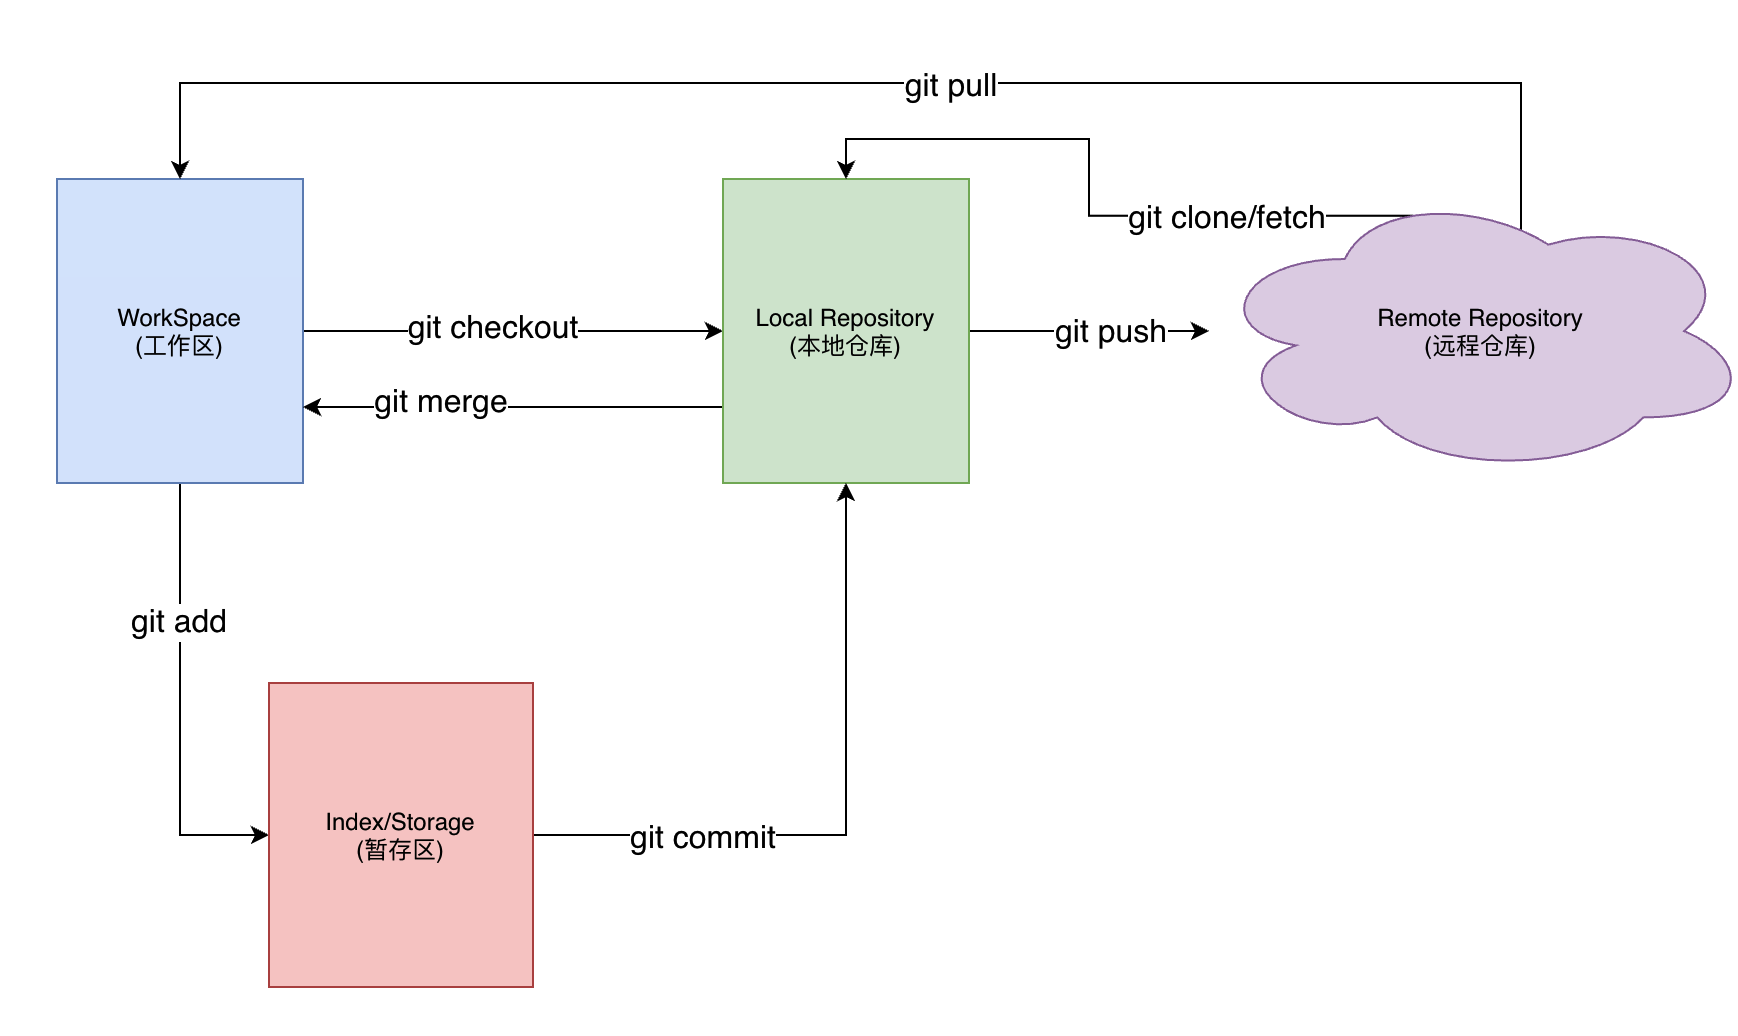 git pull
git clone/fetch
WorkSpace
(工作区)
git checkout
Local Repository
(本地仓库)
git push
Remote Repository
(远程仓库)
git merge
git add
Index/Storage
(暂存区)
git commit